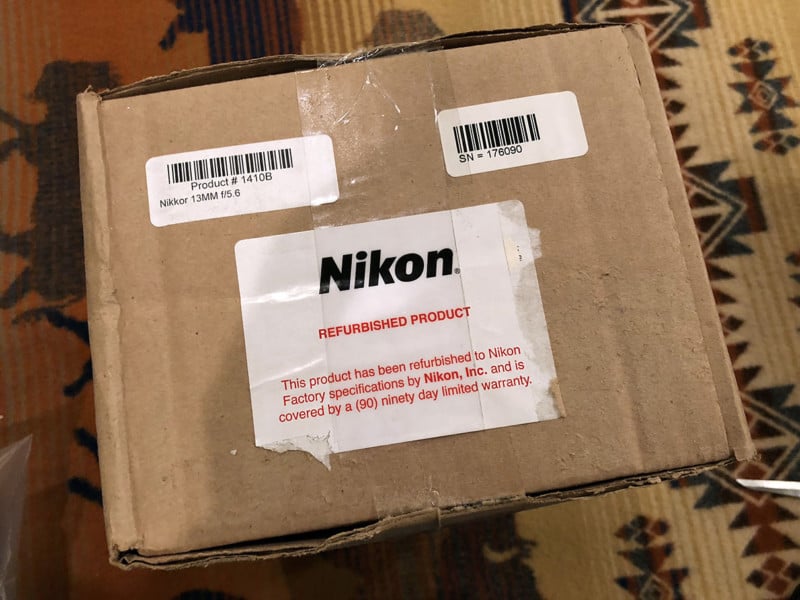 Product # 1410B
Nikkor 13MM f/5.6
SN = 176090
Nikon®
REFURBISHED PRODUCT
This product has been refurbished to Nikon
Factory specifications by Nikon, Inc. and is
covered by a (90) ninety day limited warranty.